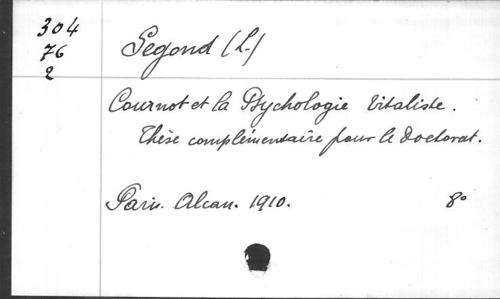 304
76
2
Segond (L.)
Cournot et la Psychologie Vitaliste.
Thèse complémentaire pour le Doctorat.
Paris. Alcan. 1910. 8°